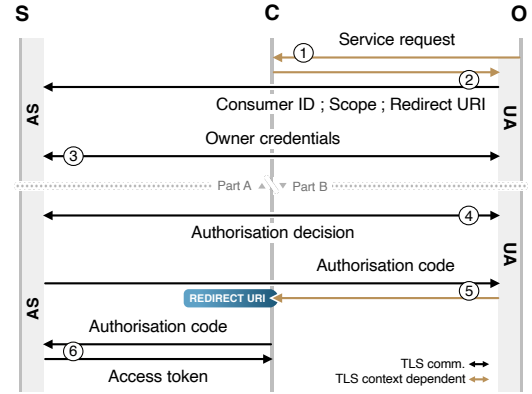 S C O
Service request
1
2
Consumer ID ; Scope ; Redirect URI
AS
UA
Owner credentials
3
Part A Part B
4
Authorisation decision
Authorisation code
UA
5
REDIRECT URI
AS
Authorisation code
6
TLS comm.
Access token
TLS context dependent